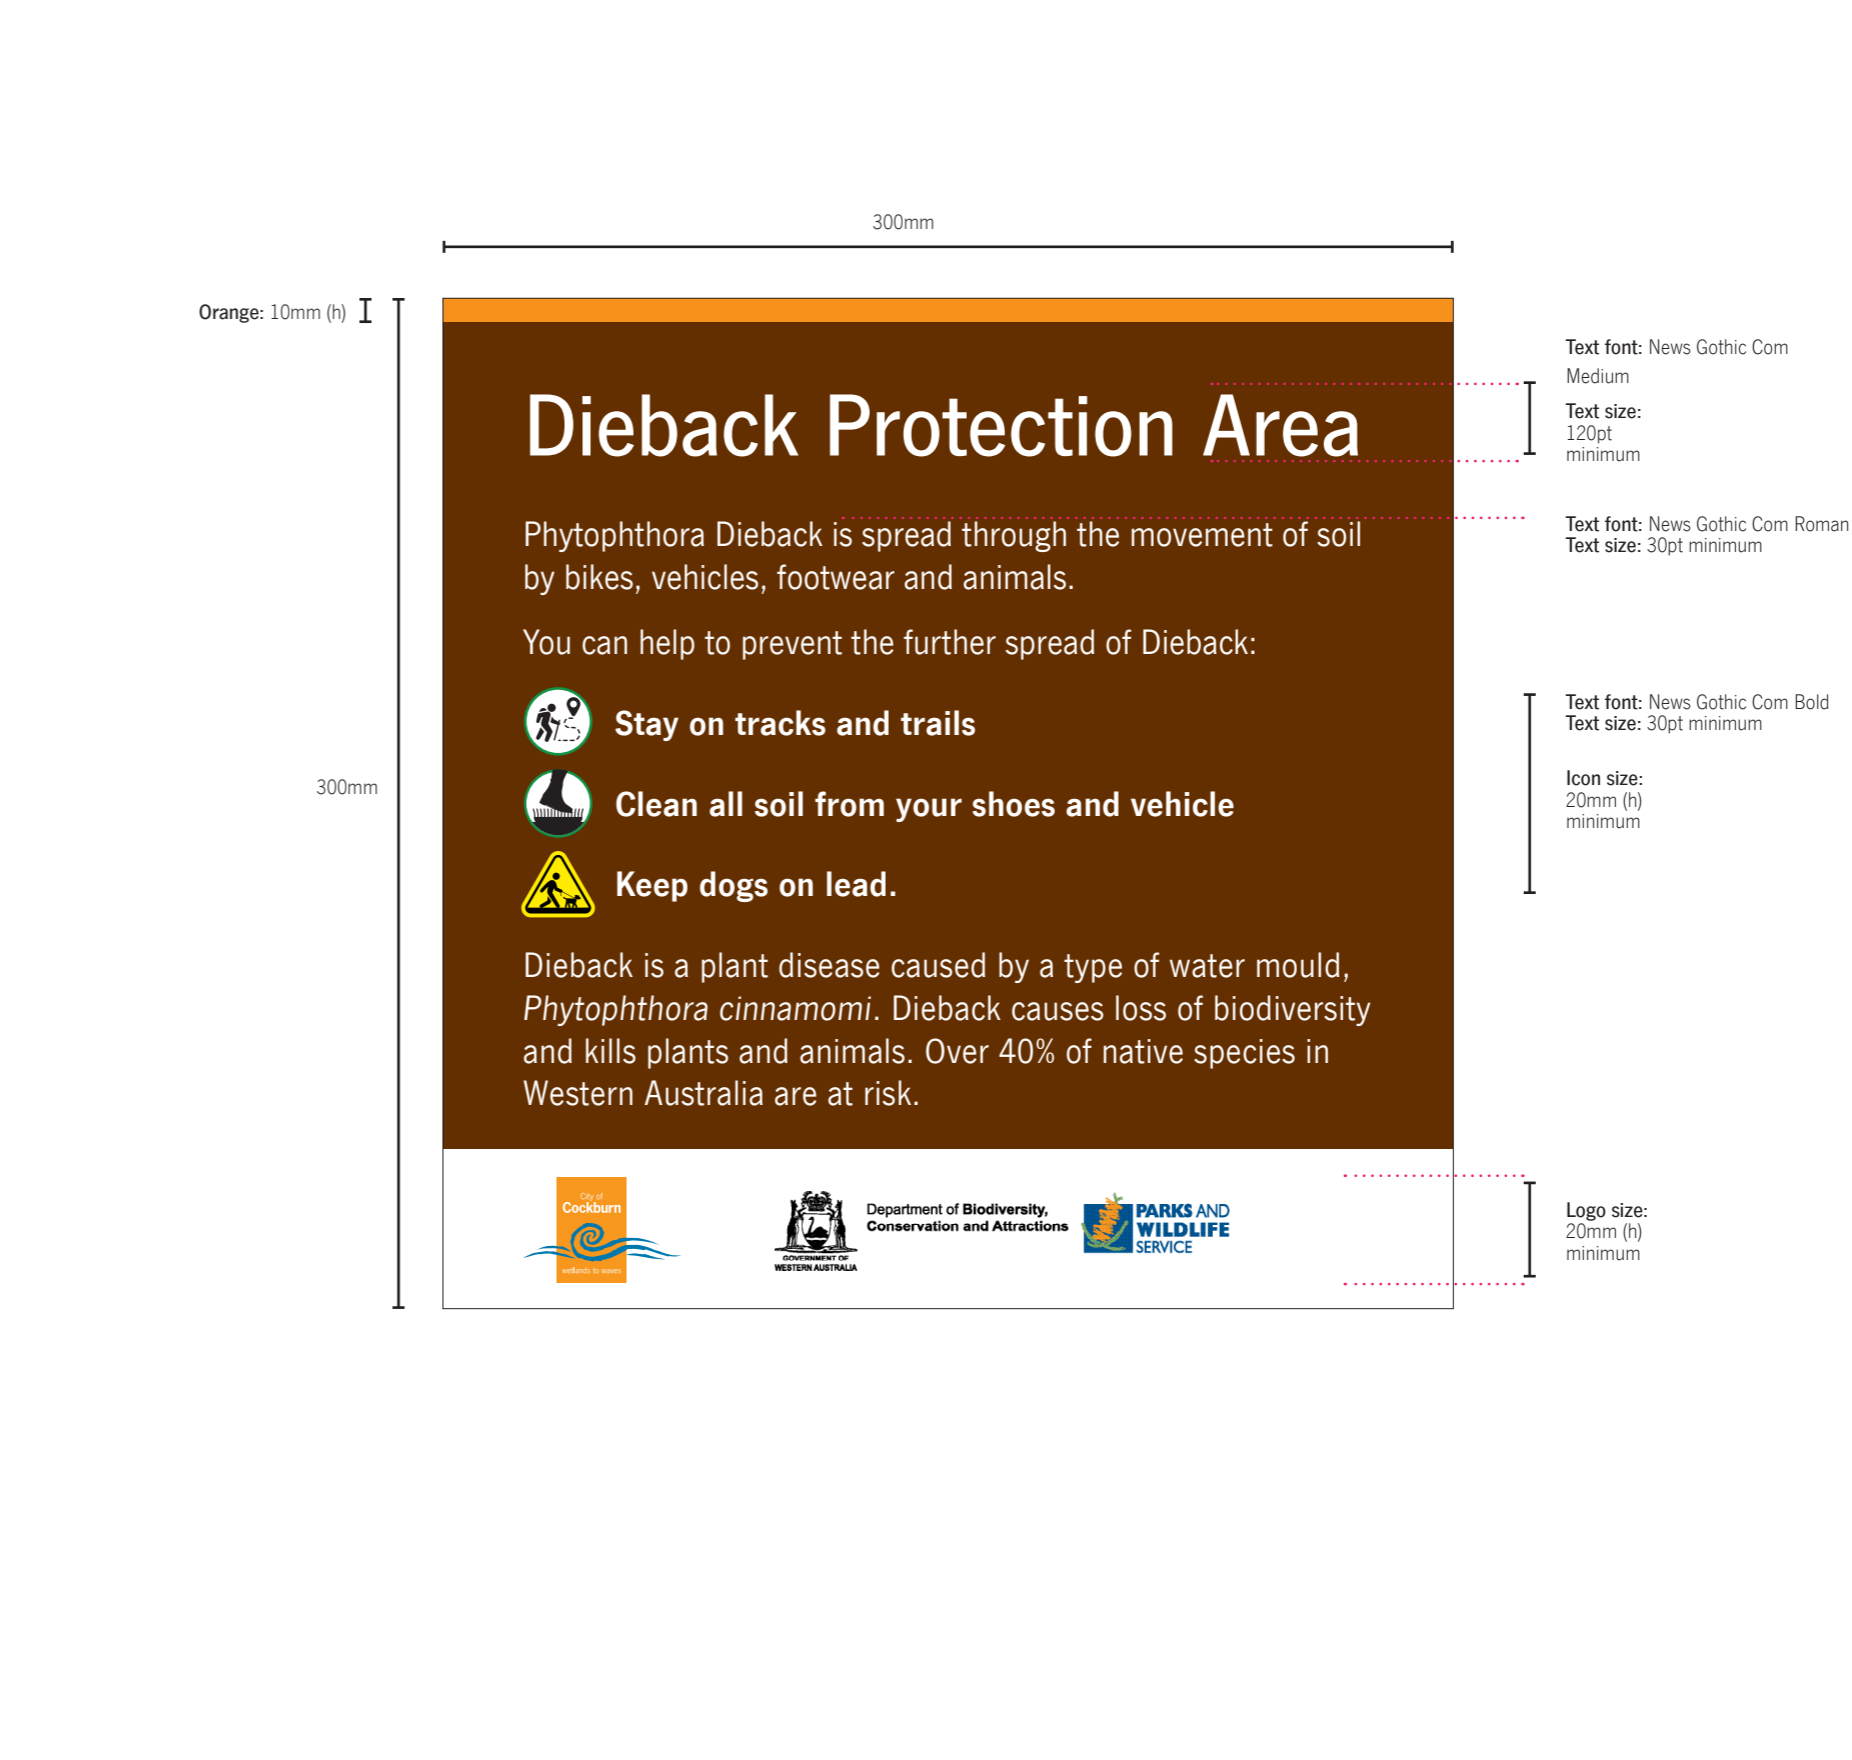 300mm
Orange: 10mm (h)
Text font: News Gothic Com
Medium
Text size:
120pt
minimum
Dieback Protection Area
Text font: News Gothic Com Roman
Text size: 30pt minimum
Phytophthora Dieback is spread through the movement of soil
by bikes, vehicles, footwear and animals.
You can help to prevent the further spread of Dieback:
Text font: News Gothic Com Bold
Text size: 30pt minimum
Stay on tracks and trails
300mm
Icon size:
20mm (h)
minimum
Clean all soil from your shoes and vehicle
Keep dogs on lead.
Dieback is a plant disease caused by a type of water mould,
Phytophthora cinnamomi. Dieback causes loss of biodiversity
and kills plants and animals. Over 40% of native species in
Western Australia are at risk.
City of
Cockburn
wetlands to waves
GOVERNMENT OF
WESTERN AUSTRALIA
Department of Biodiversity,
Conservation and Attractions
PARKS AND
WILDLIFE
SERVICE
Logo size:
20mm (h)
minimum